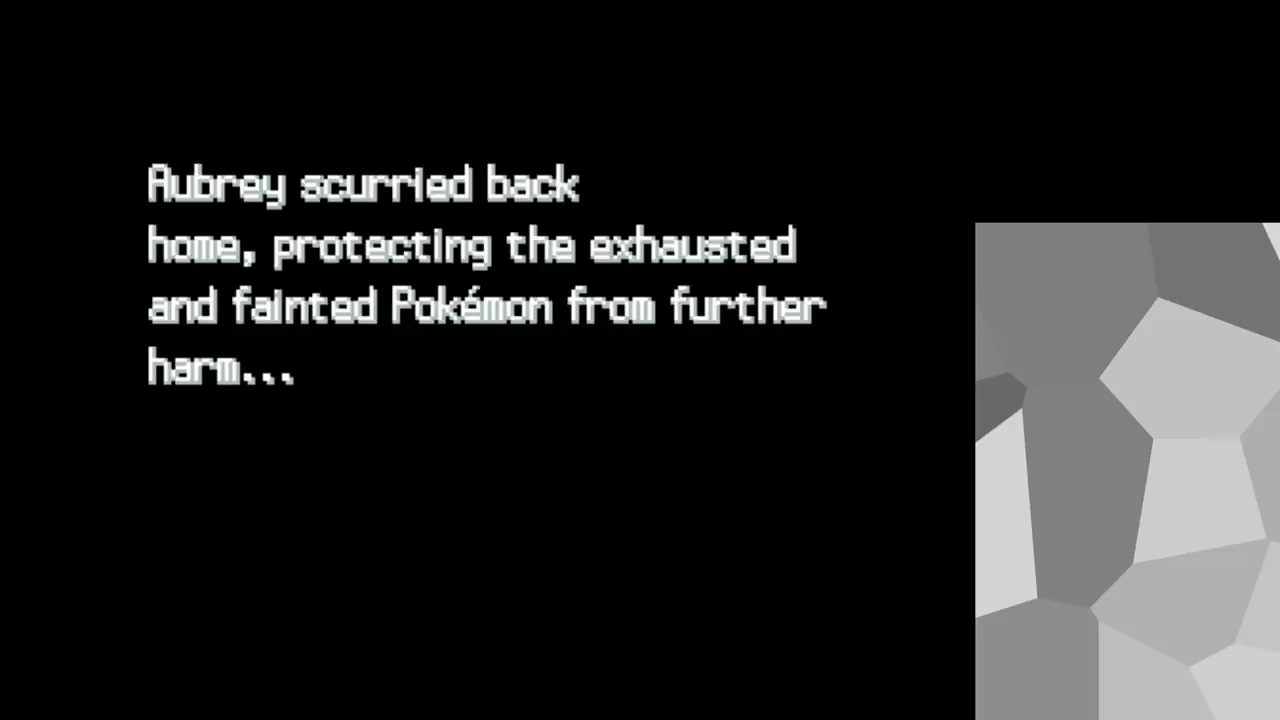 Aubrey scurried back
home, protecting the exhausted
and fainted Pokémon from further
harm...